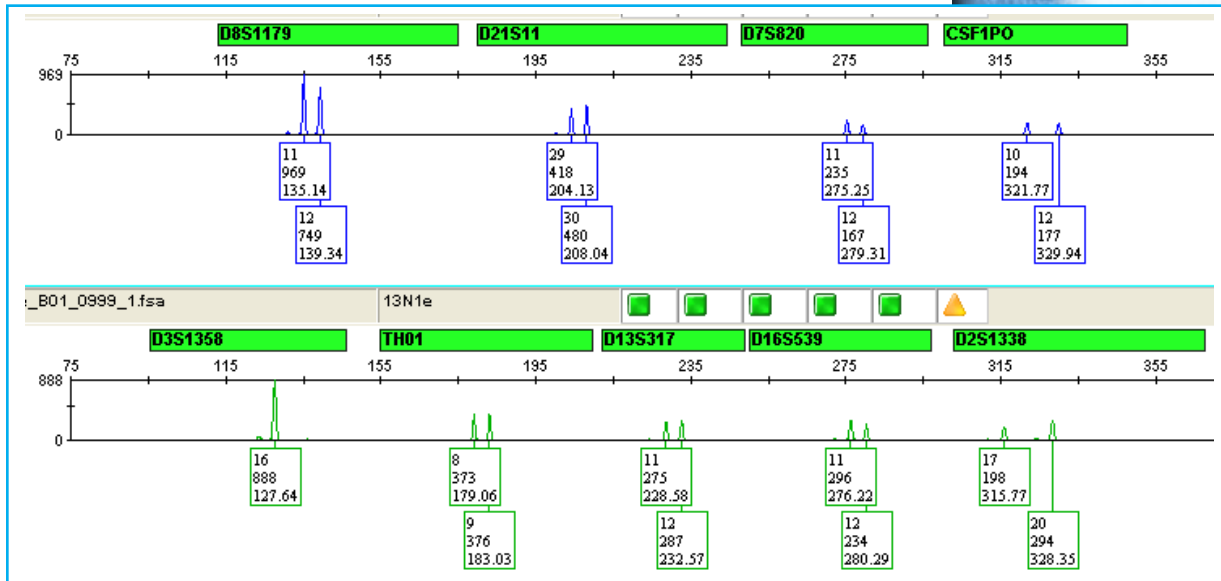 D8S1179 D21S11 D7S820 CSF1PO
75 115 155 195 235 275 315 355
969
0
11 29 11 10
969 418 235 194
135.14 204.13 275.25 321.77
12 30 12 12
749 480 167 177
139.34 208.04 279.31 329.94
_B01_0999_1.fsa 13N1e
D3S1358 TH01 D13S317 D16S539 D2S1338
75 115 155 195 235 275 315 355
888
0
16 8 11 11 17
888 373 275 296 198
127.64 179.06 228.58 276.22 315.77
9 12 12 20
376 287 234 294
183.03 232.57 280.29 328.35